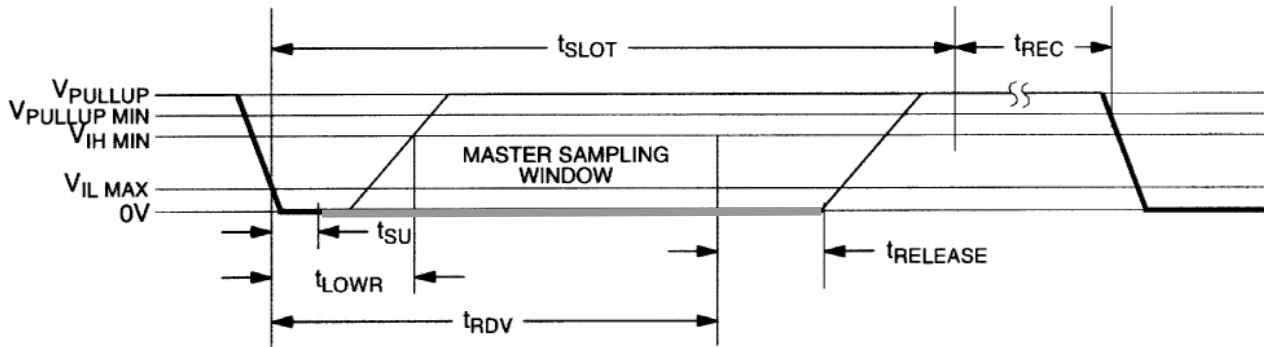 tSLOT
tREC
VPULLUP
VPULLUP MIN
VIH MIN
MASTER SAMPLING
WINDOW
VIL MAX
0V
tSU
tRELEASE
tLOWR
tRDV